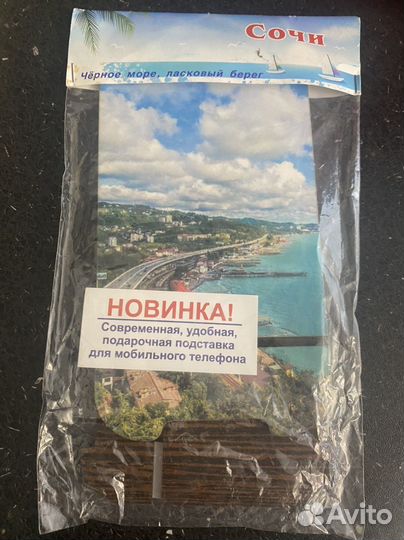 Сочи
Чёрное море, ласковый берег
НОВИНКА!
Современная, удобная,
подарочная подставка
для мобильного телефона
Avito